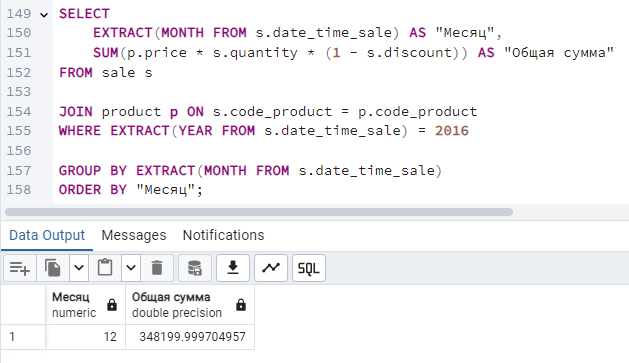 149 SELECT
150 EXTRACT(MONTH FROM s.date_time_sale) AS "Месяц",
151 SUM(p.price * s.quantity * (1 - s.discount)) AS "Общая сумма"
152 FROM sale s
153
154 JOIN product p ON s.code_product = p.code_product
155 WHERE EXTRACT(YEAR FROM s.date_time_sale) = 2016
156
157 GROUP BY EXTRACT(MONTH FROM s.date_time_sale)
158 ORDER BY "Месяц";
Data Output Messages Notifications
SQL
Месяц Общая сумма
numeric double precision
1 12 348199.999704957